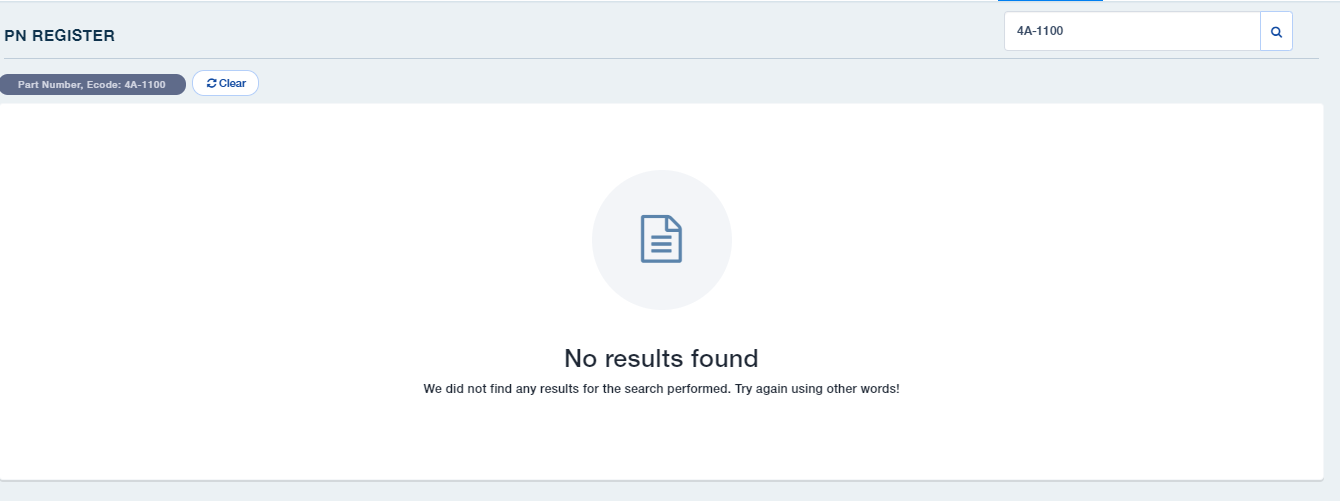 PN REGISTER
4A-1100
Part Number, Ecode: 4A-1100
Clear
No results found
We did not find any results for the search performed. Try again using other words!